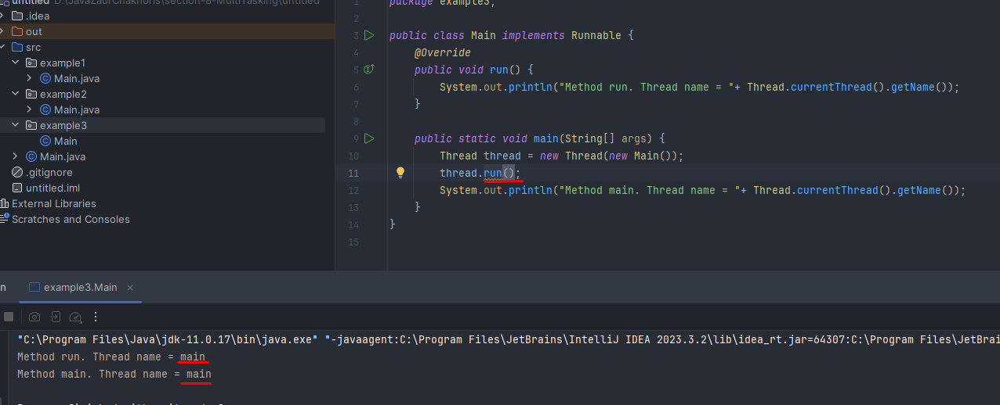 untitled D:\JavaZaurChakhoris\section-8-MultiTasking\untitled
.idea
out
src
example1
Main.java
example2
Main.java
example3
Main
Main.java
.gitignore
untitled.iml
External Libraries
Scratches and Consoles
1 package example3;
2
3 public class Main implements Runnable {
4 @Override
5 public void run() {
6 System.out.println("Method run. Thread name = "+ Thread.currentThread().getName());
7 }
8
9 public static void main(String[] args) {
10 Thread thread = new Thread(new Main());
11 thread.run();
12 System.out.println("Method main. Thread name = "+ Thread.currentThread().getName());
13 }
14 }
15
n example3.Main
"C:\Program Files\Java\jdk-11.0.17\bin\java.exe" "-javaagent:C:\Program Files\JetBrains\IntelliJ IDEA 2023.3.2\lib\idea_rt.jar=64307:C:\Program Files\JetBrai
Method run. Thread name = main
Method main. Thread name = main